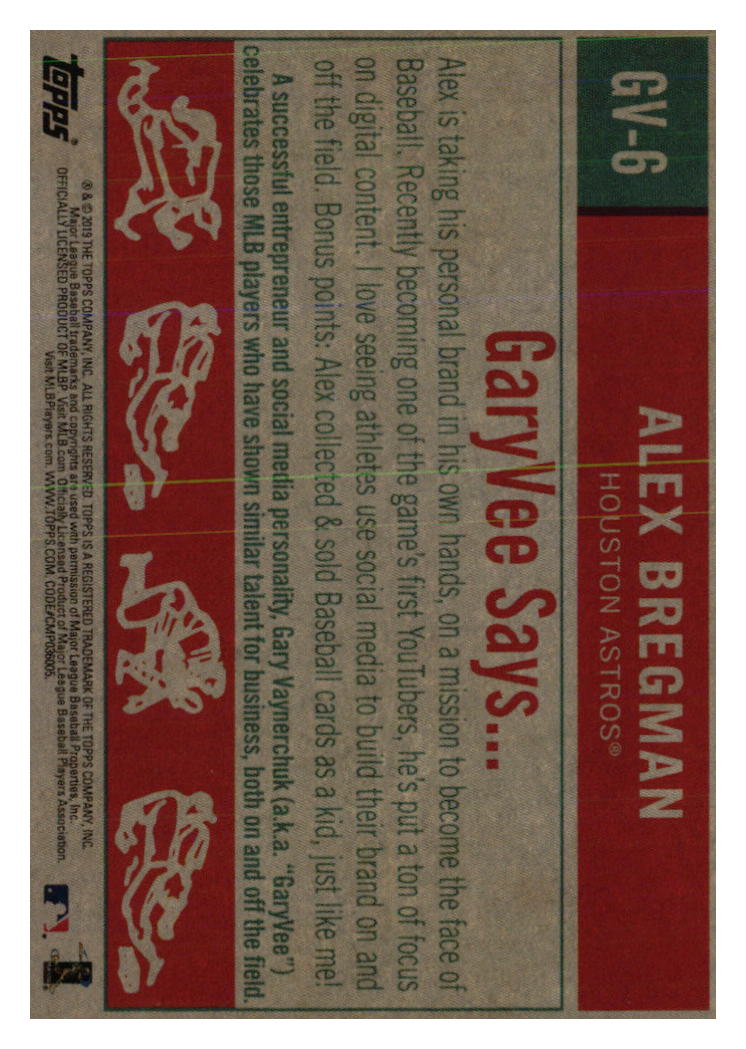 GV-6
ALEX BREGMAN
HOUSTON ASTROS®
GaryVee Says...
Alex is taking his personal brand in his own hands, on a mission to become the face of
Baseball. Recently becoming one of the game's first YouTubers, he's put a ton of focus
on digital content. I love seeing athletes use social media to build their brand on and
off the field. Bonus points: Alex collected & sold Baseball cards as a kid, just like me!
A successful entrepreneur and social media personality, Gary Vaynerchuk (a.k.a. “GaryVee”)
celebrates those MLB players who have shown similar talent for business, both on and off the field.
topps®
® & © 2019 THE TOPPS COMPANY, INC. ALL RIGHTS RESERVED. TOPPS IS A REGISTERED TRADEMARK OF THE TOPPS COMPANY, INC.
Major League Baseball trademarks and copyrights are used with permission of Major League Baseball Properties, Inc.
OFFICIALLY LICENSED PRODUCT OF MLBP. Visit MLB.com. Officially Licensed Product of Major League Baseball Players Association.
Visit MLBPlayers.com. WWW.TOPPS.COM. CODE#CMP036005.